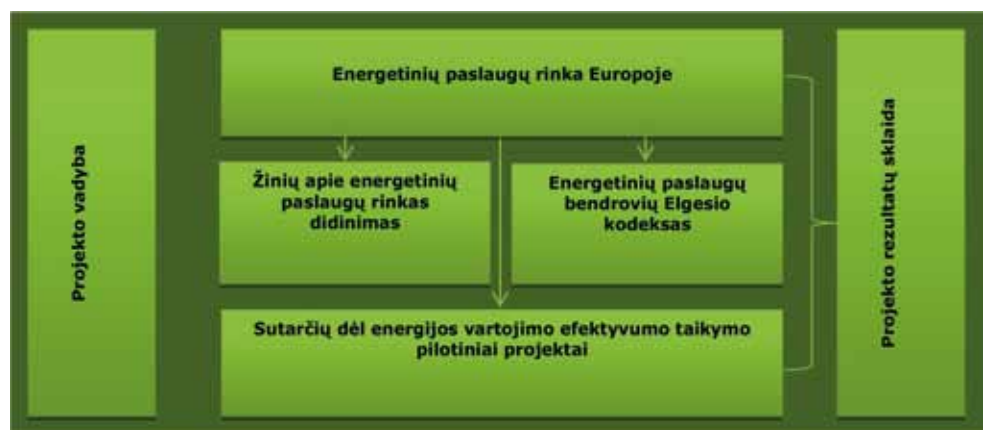 Projekto vadyba
Energetinių paslaugų rinka Europoje
Žinių apie energetinių
paslaugų rinkas
didinimas
Energetinių paslaugų
bendrovių Elgesio
kodeksas
Sutarčių dėl energijos vartojimo efektyvumo taikymo
pilotiniai projektai
Projekto rezultatų sklaida